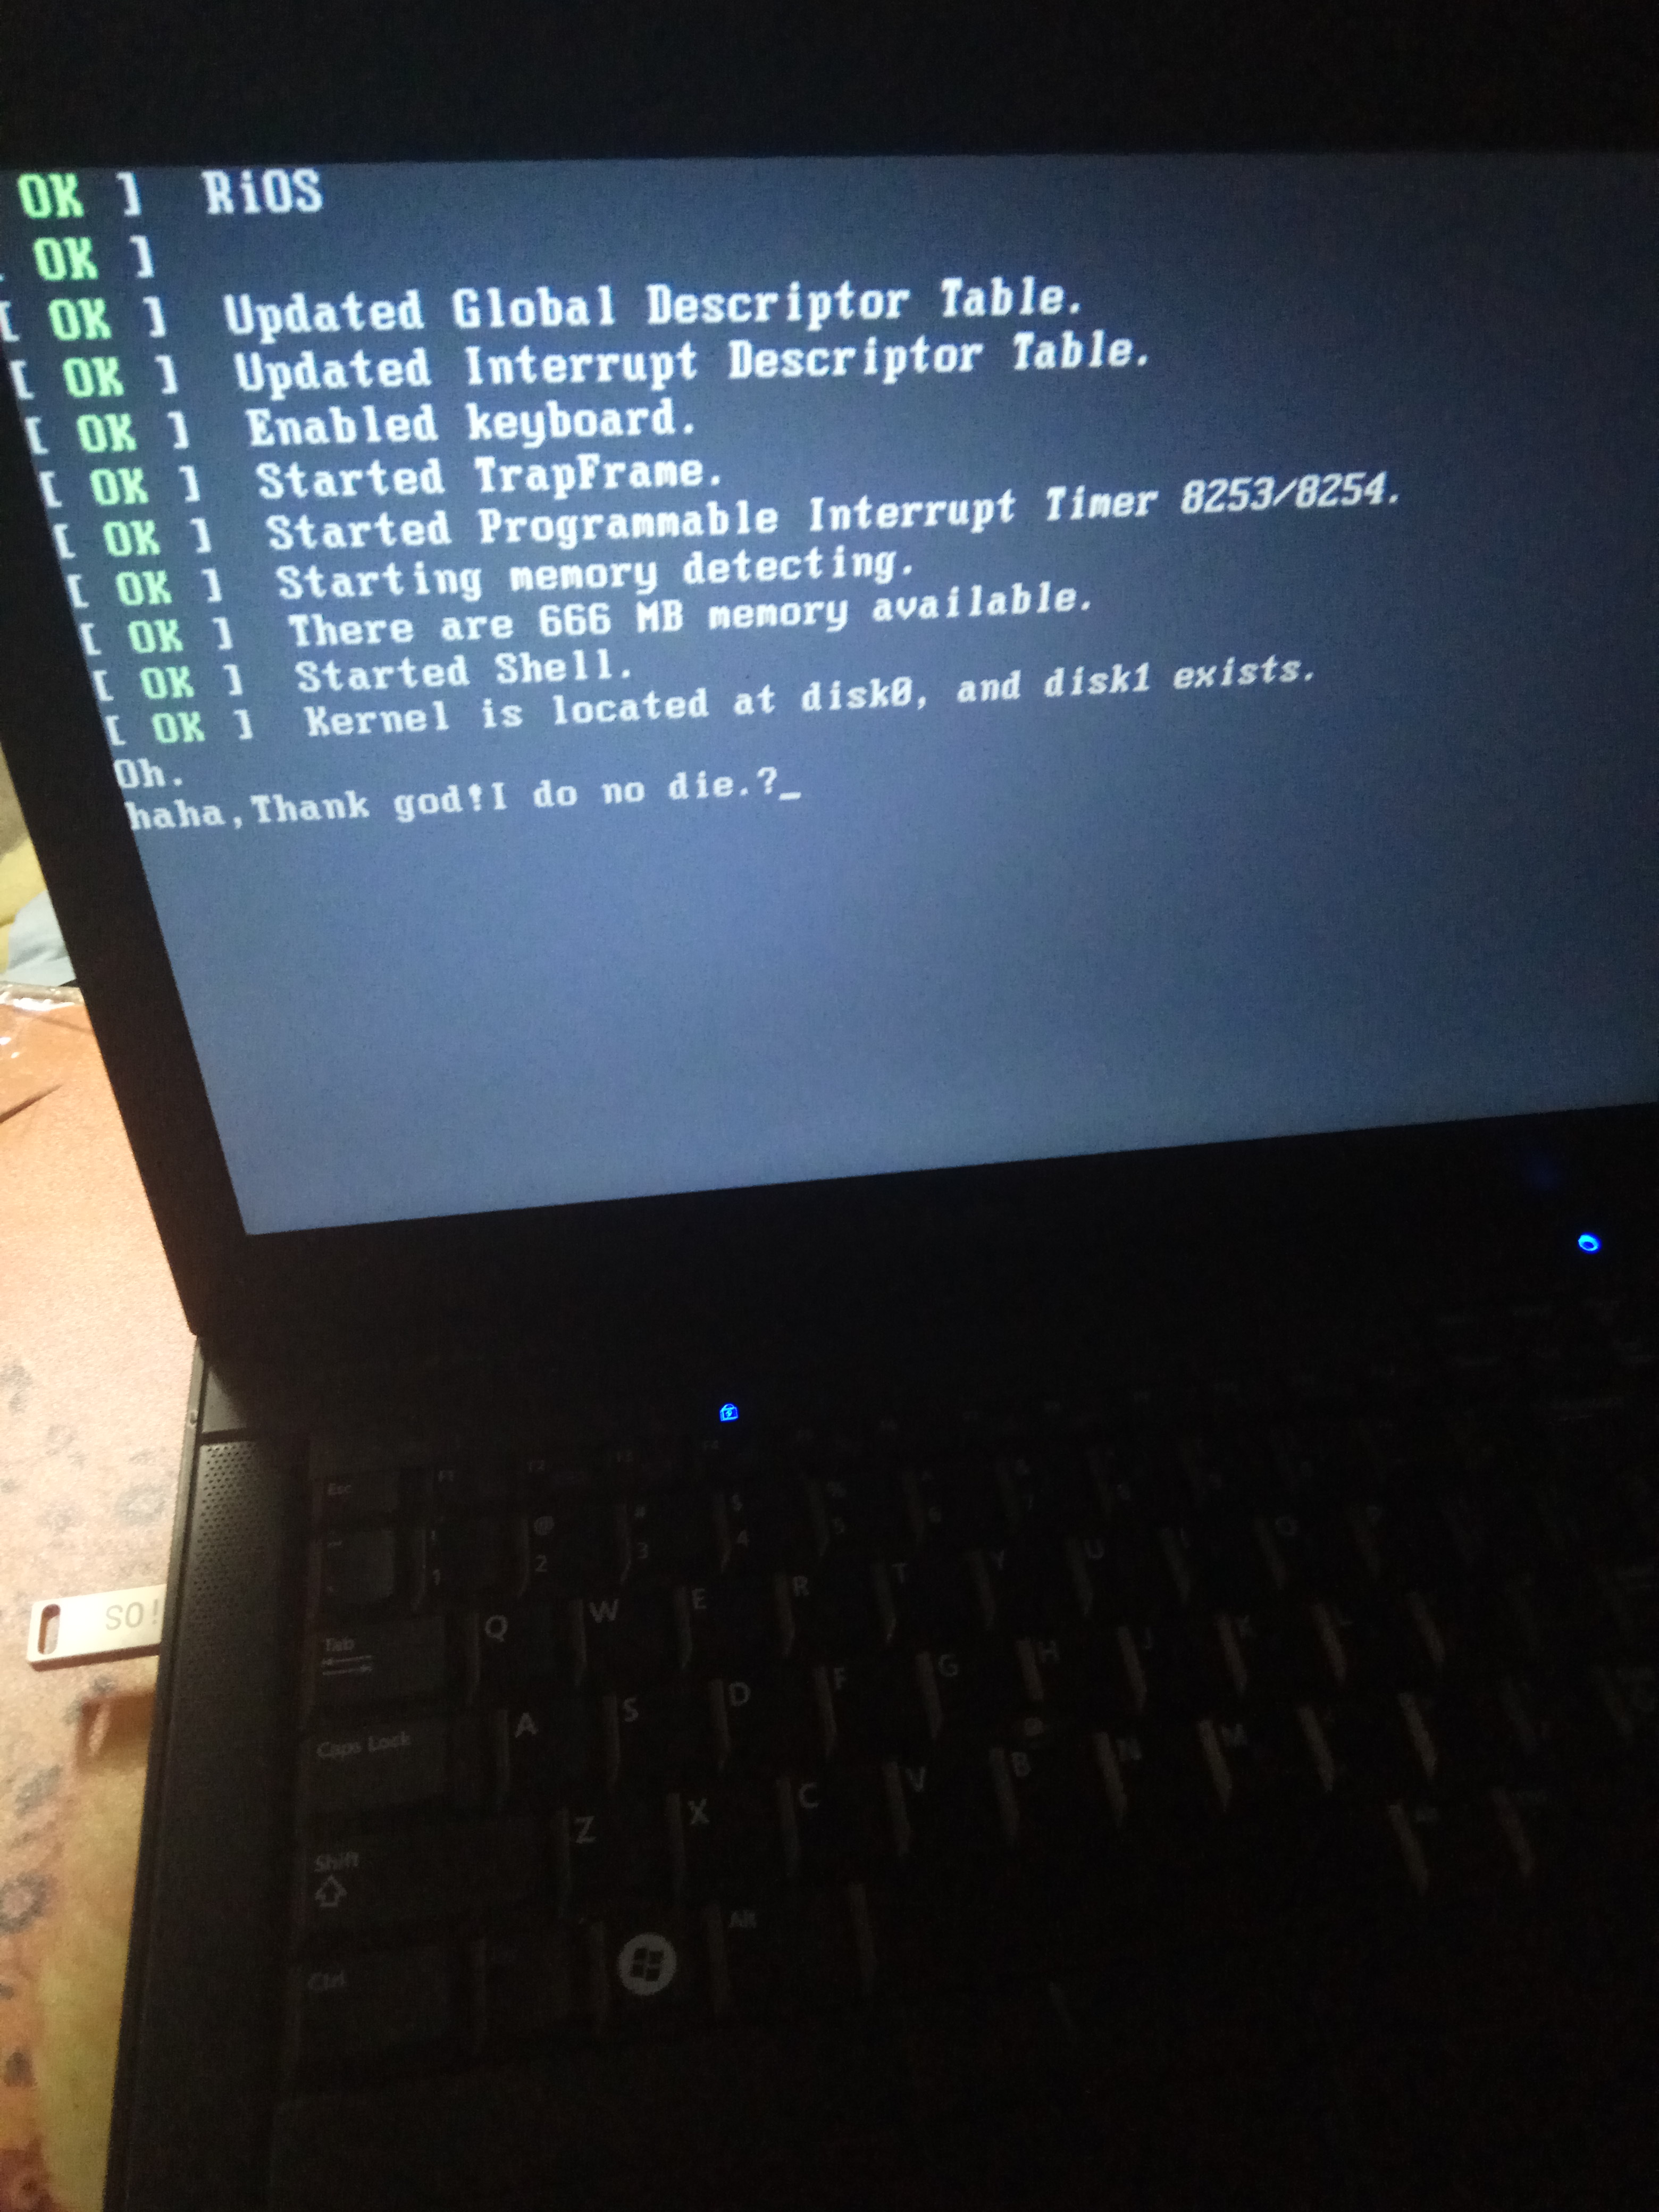 OK ] RiOS
OK ]
[ OK ] Updated Global Descriptor Table.
[ OK ] Updated Interrupt Descriptor Table.
[ OK ] Enabled keyboard.
[ OK ] Started TrapFrame.
[ OK ] Started Programmable Interrupt Timer 8253/8254.
[ OK ] Starting memory detecting.
[ OK ] There are 666 MB memory available.
[ OK ] Started Shell.
[ OK ] Kernel is located at disk0, and disk1 exists.
Oh.
haha,Thank god!I do no die.?_
Esc F1 F2 F3 F4
! 1 @ 2 # 3 $ 4 % 5 ^ 6 & 7 8
Tab Q W E R T Y U I O P
Caps Lock A S D F G H J K L
Shift Z X C V B N M
Ctrl Alt
SO!